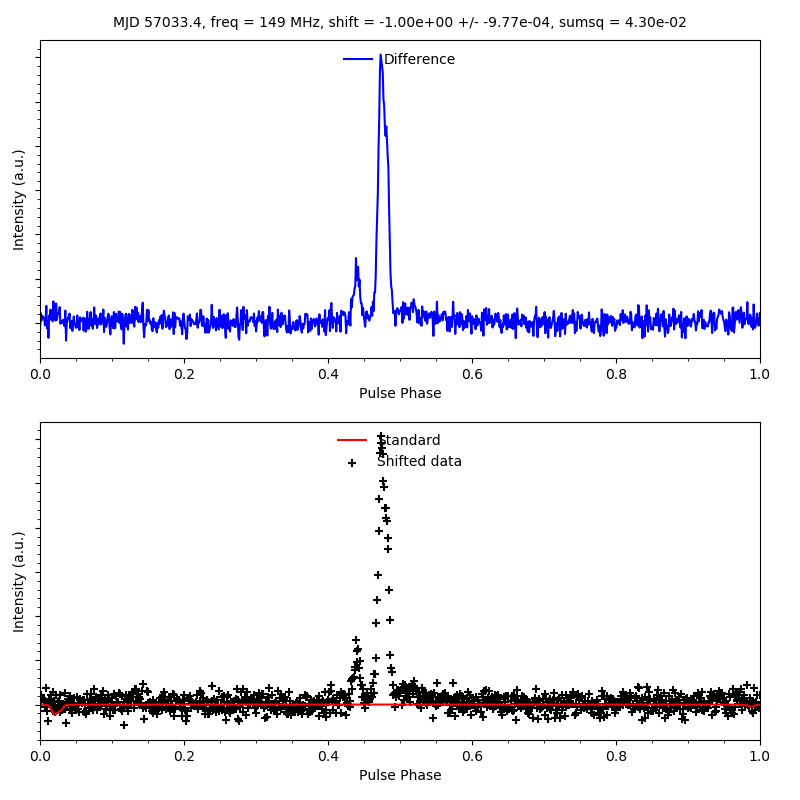 MJD 57033.4, freq = 149 MHz, shift = -1.00e+00 +/- -9.77e-04, sumsq = 4.30e-02
Difference
Intensity (a.u.)
0.0 0.2 0.4 0.6 0.8 1.0
Pulse Phase
Standard
Shifted data
Intensity (a.u.)
0.0 0.2 0.4 0.6 0.8 1.0
Pulse Phase